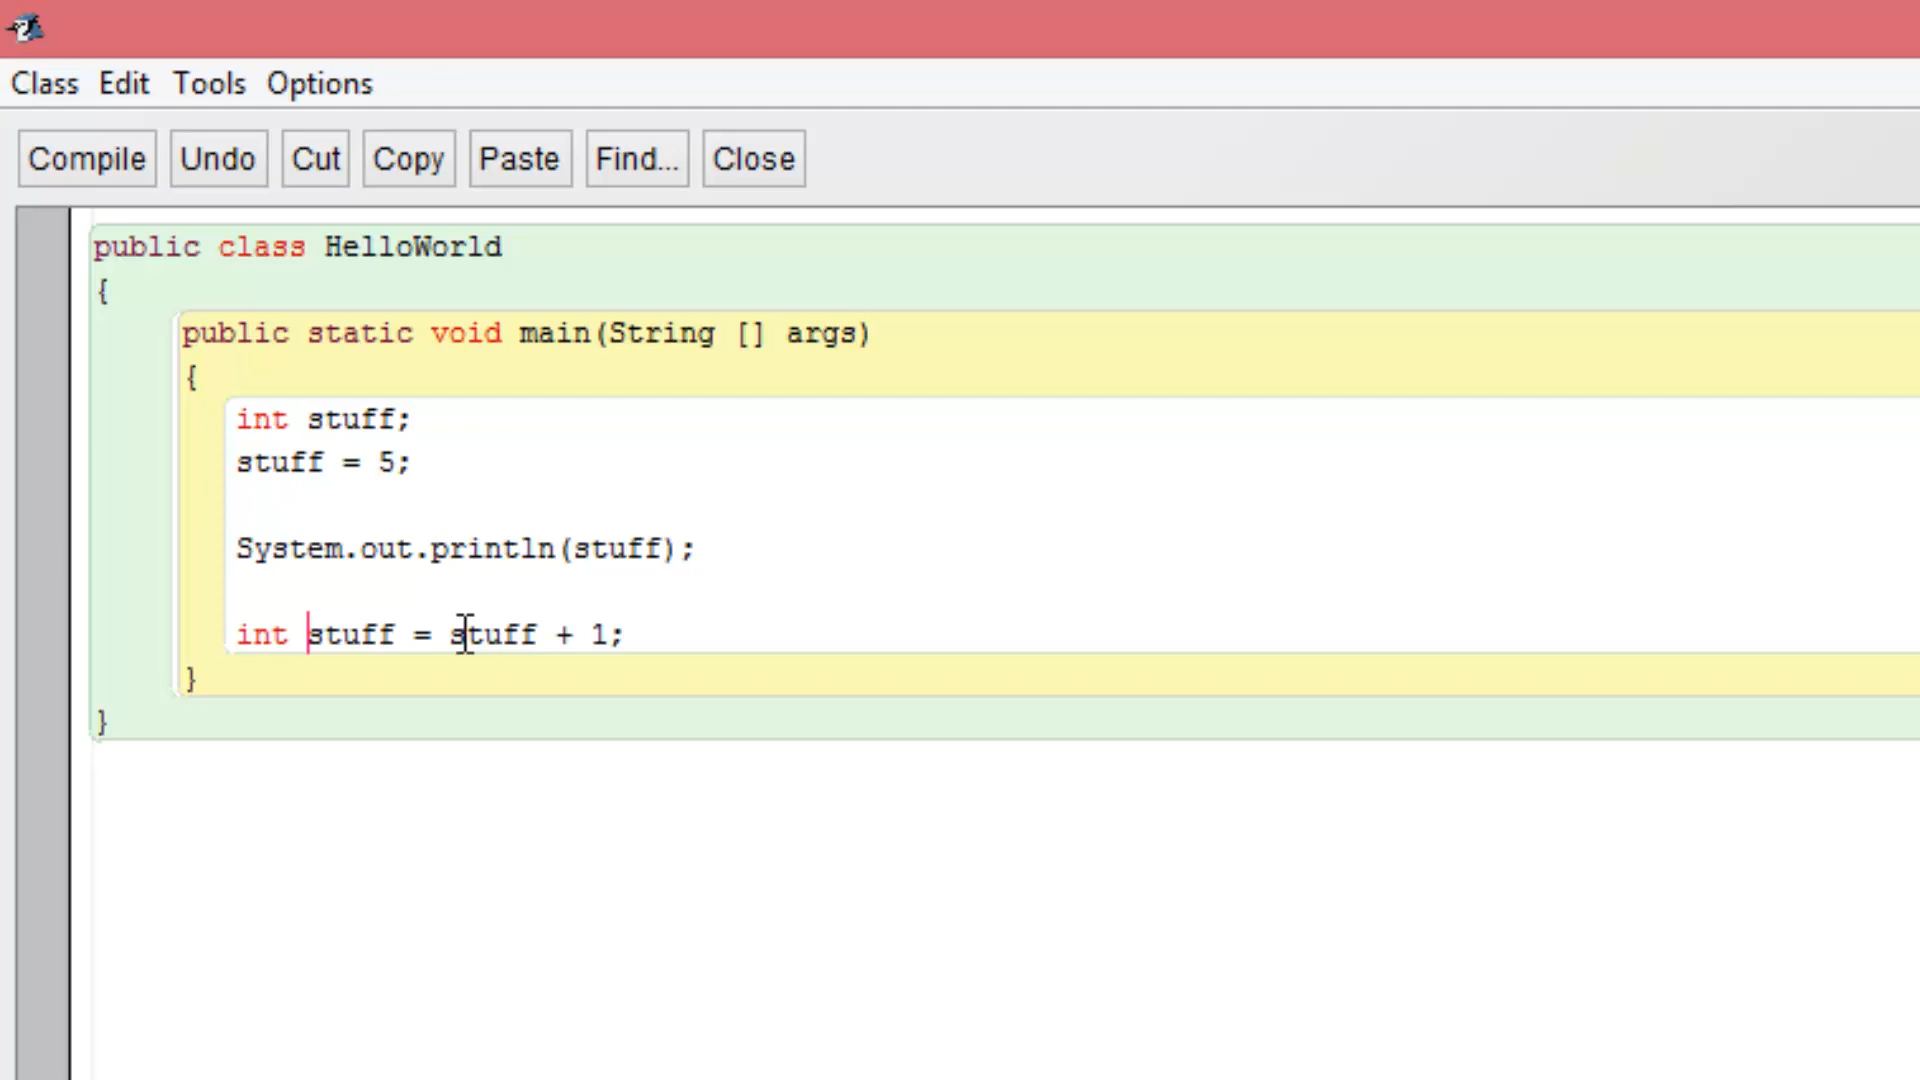 Class Edit Tools Options
Compile Undo Cut Copy Paste Find... Close
public class HelloWorld
{
public static void main(String [] args)
{
int stuff;
stuff = 5;
System.out.println(stuff);
int stuff = stuff + 1;
}
}